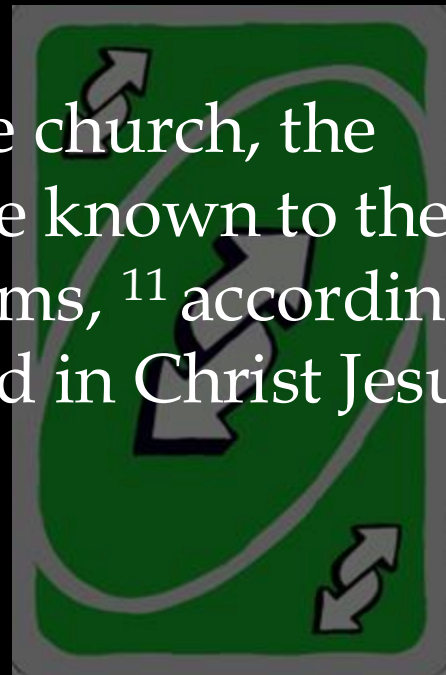 e church, the
e known to the
ms, 11 accordin
d in Christ Jesu